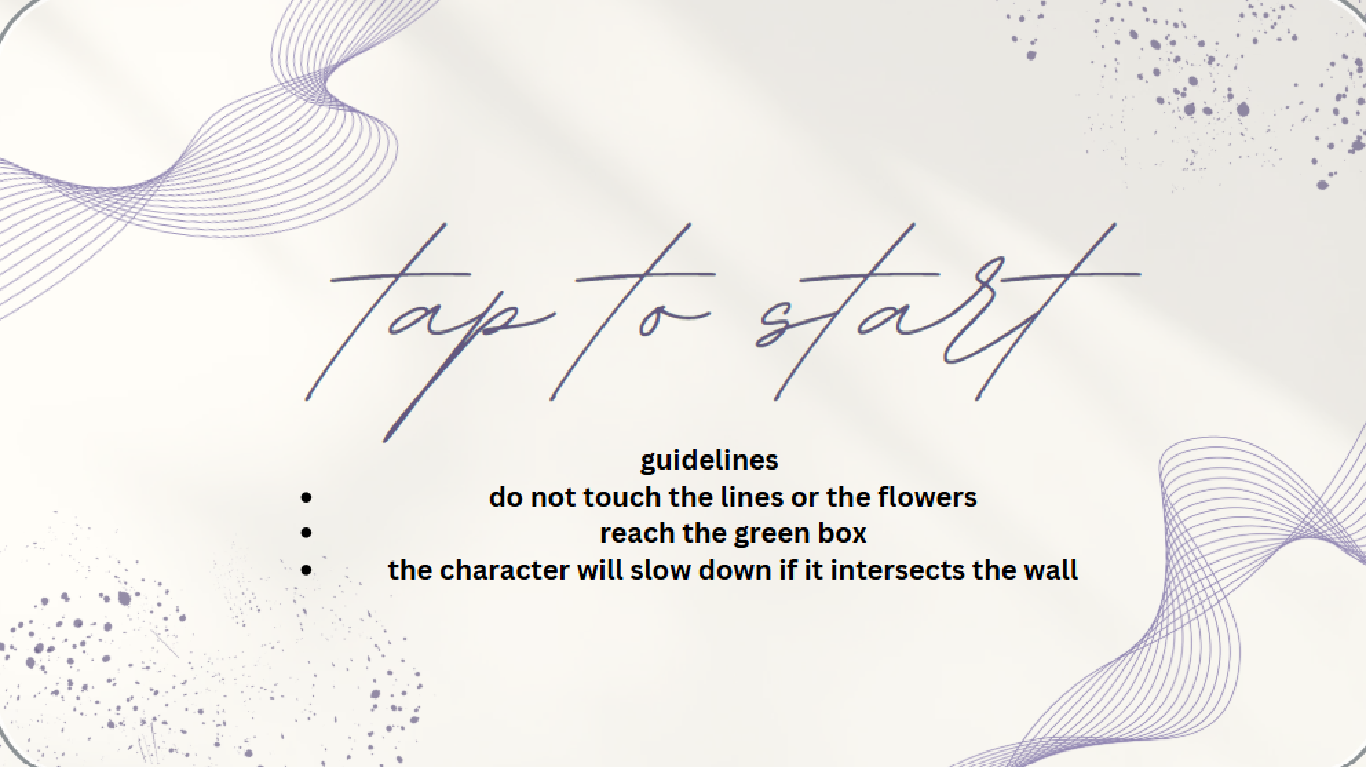 tap to start
guidelines
• do not touch the lines or the flowers
• reach the green box
• the character will slow down if it intersects the wall